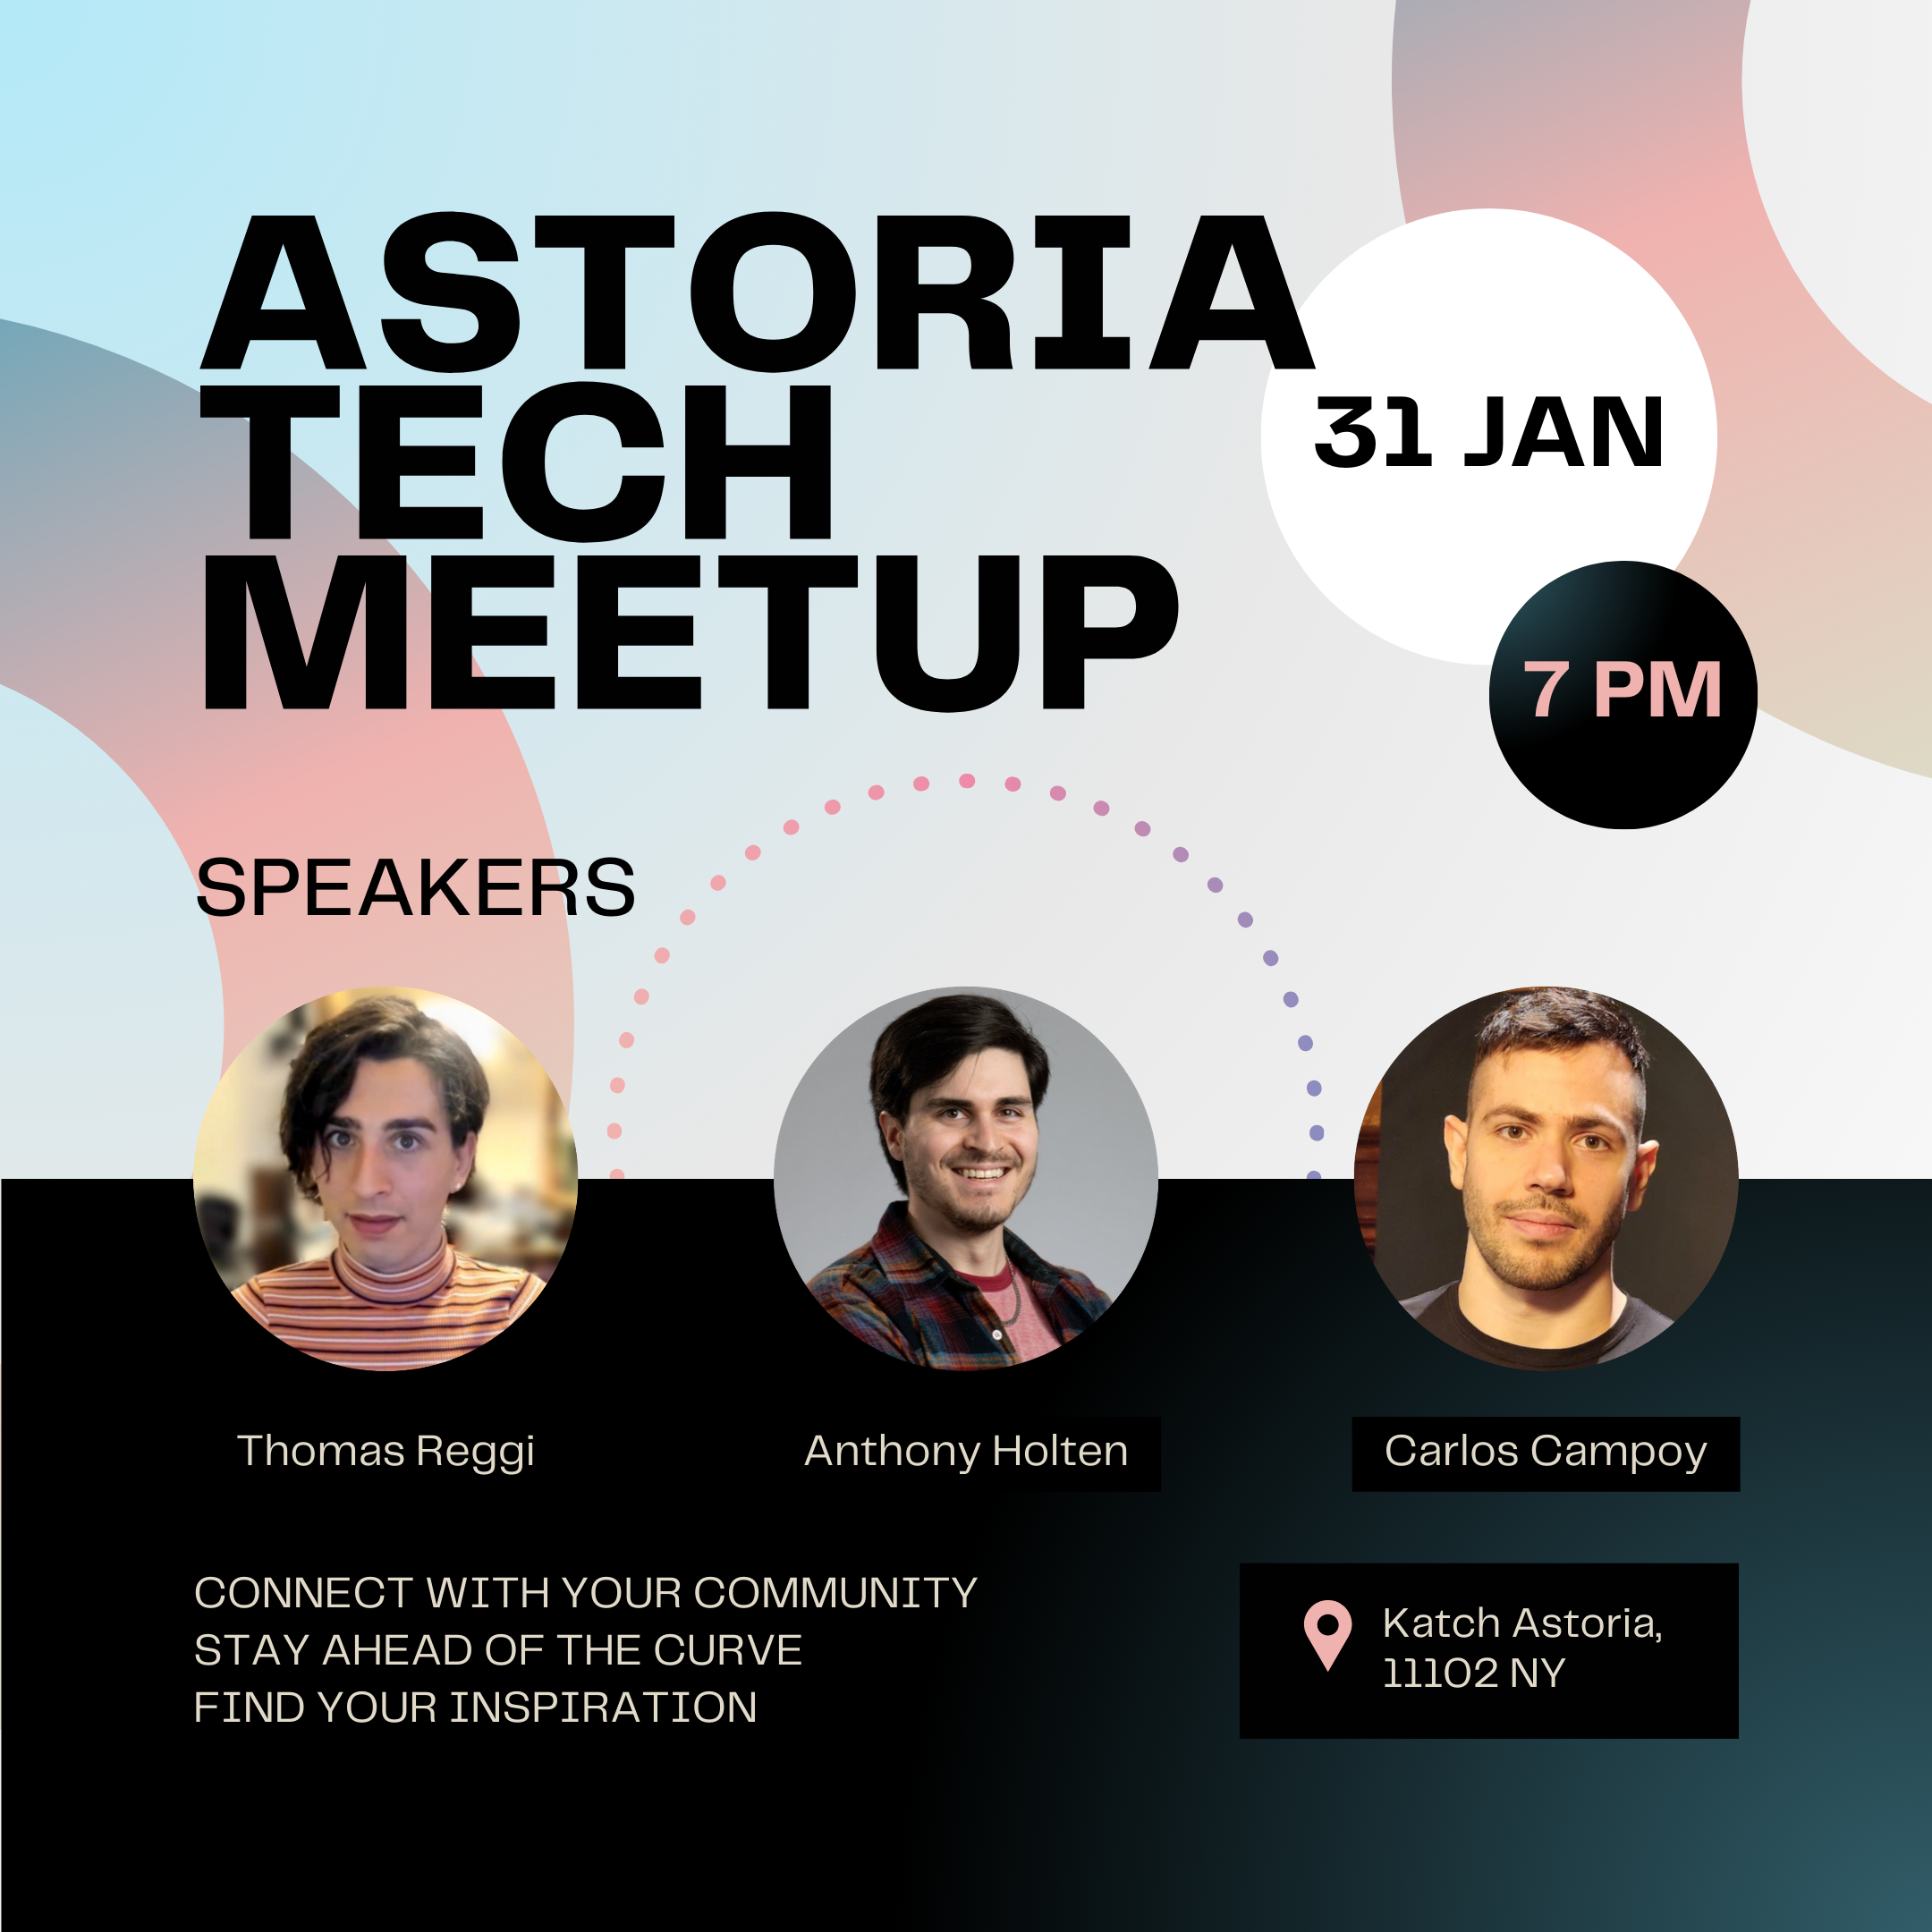 ASTORIA
TECH
MEETUP
31 JAN
7 PM
SPEAKERS
Thomas Reggi
Anthony Holten
Carlos Campoy
CONNECT WITH YOUR COMMUNITY
STAY AHEAD OF THE CURVE
FIND YOUR INSPIRATION
Katch Astoria,
11102 NY